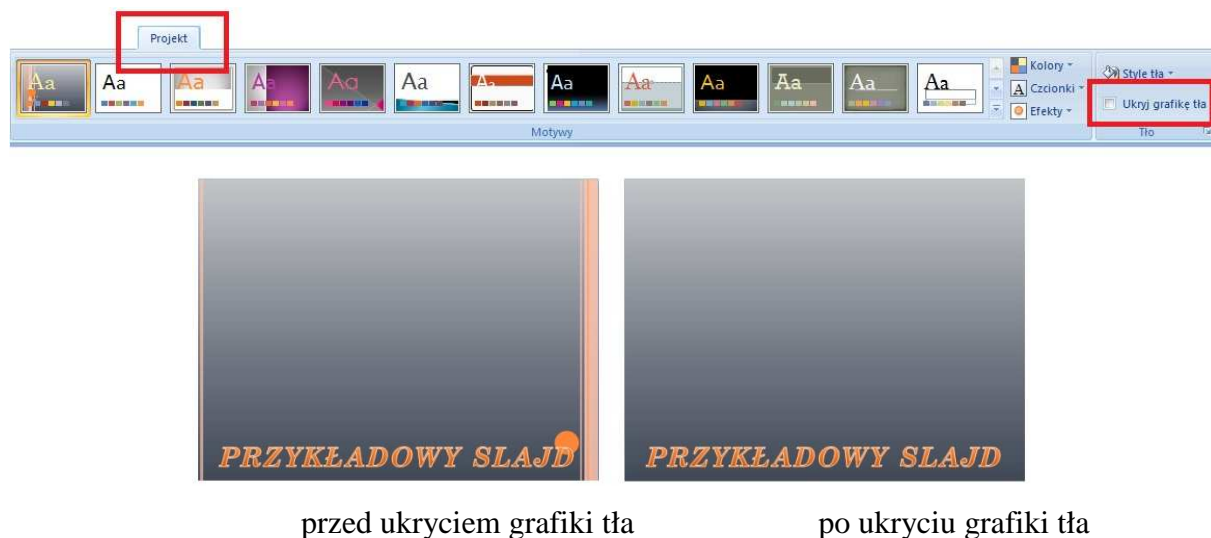 Projekt
Aa Aa Aa Aa Aa Aa Aa Aa Aa Aa Aa Aa Aa
Kolory
Czcionki
Efekty
Style tła
Ukryj grafikę tła
Motywy
Tło
PRZYKŁADOWY SLAJD
PRZYKŁADOWY SLAJD
przed ukryciem grafiki tła
po ukryciu grafiki tła